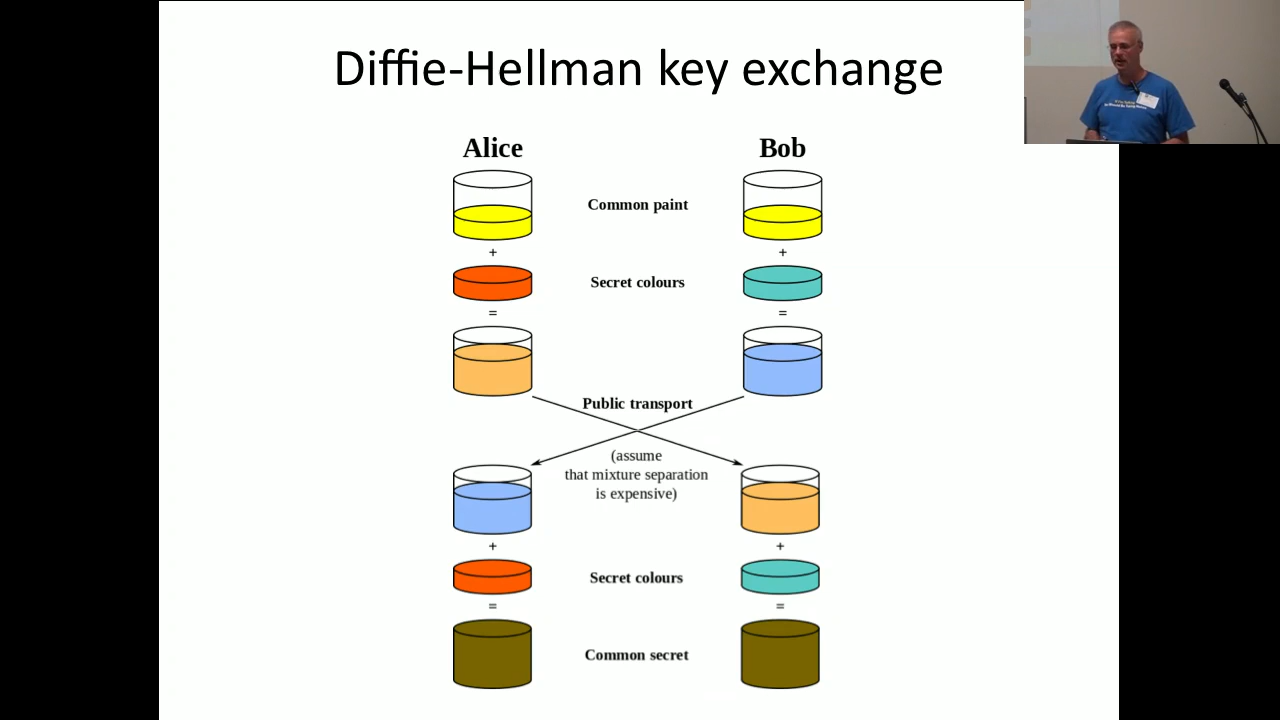 Diffie-Hellman key exchange
Alice
Bob
Common paint
+
+
Secret colours
=
=
Public transport
(assume
that mixture separation
is expensive)
+
+
Secret colours
=
=
Common secret